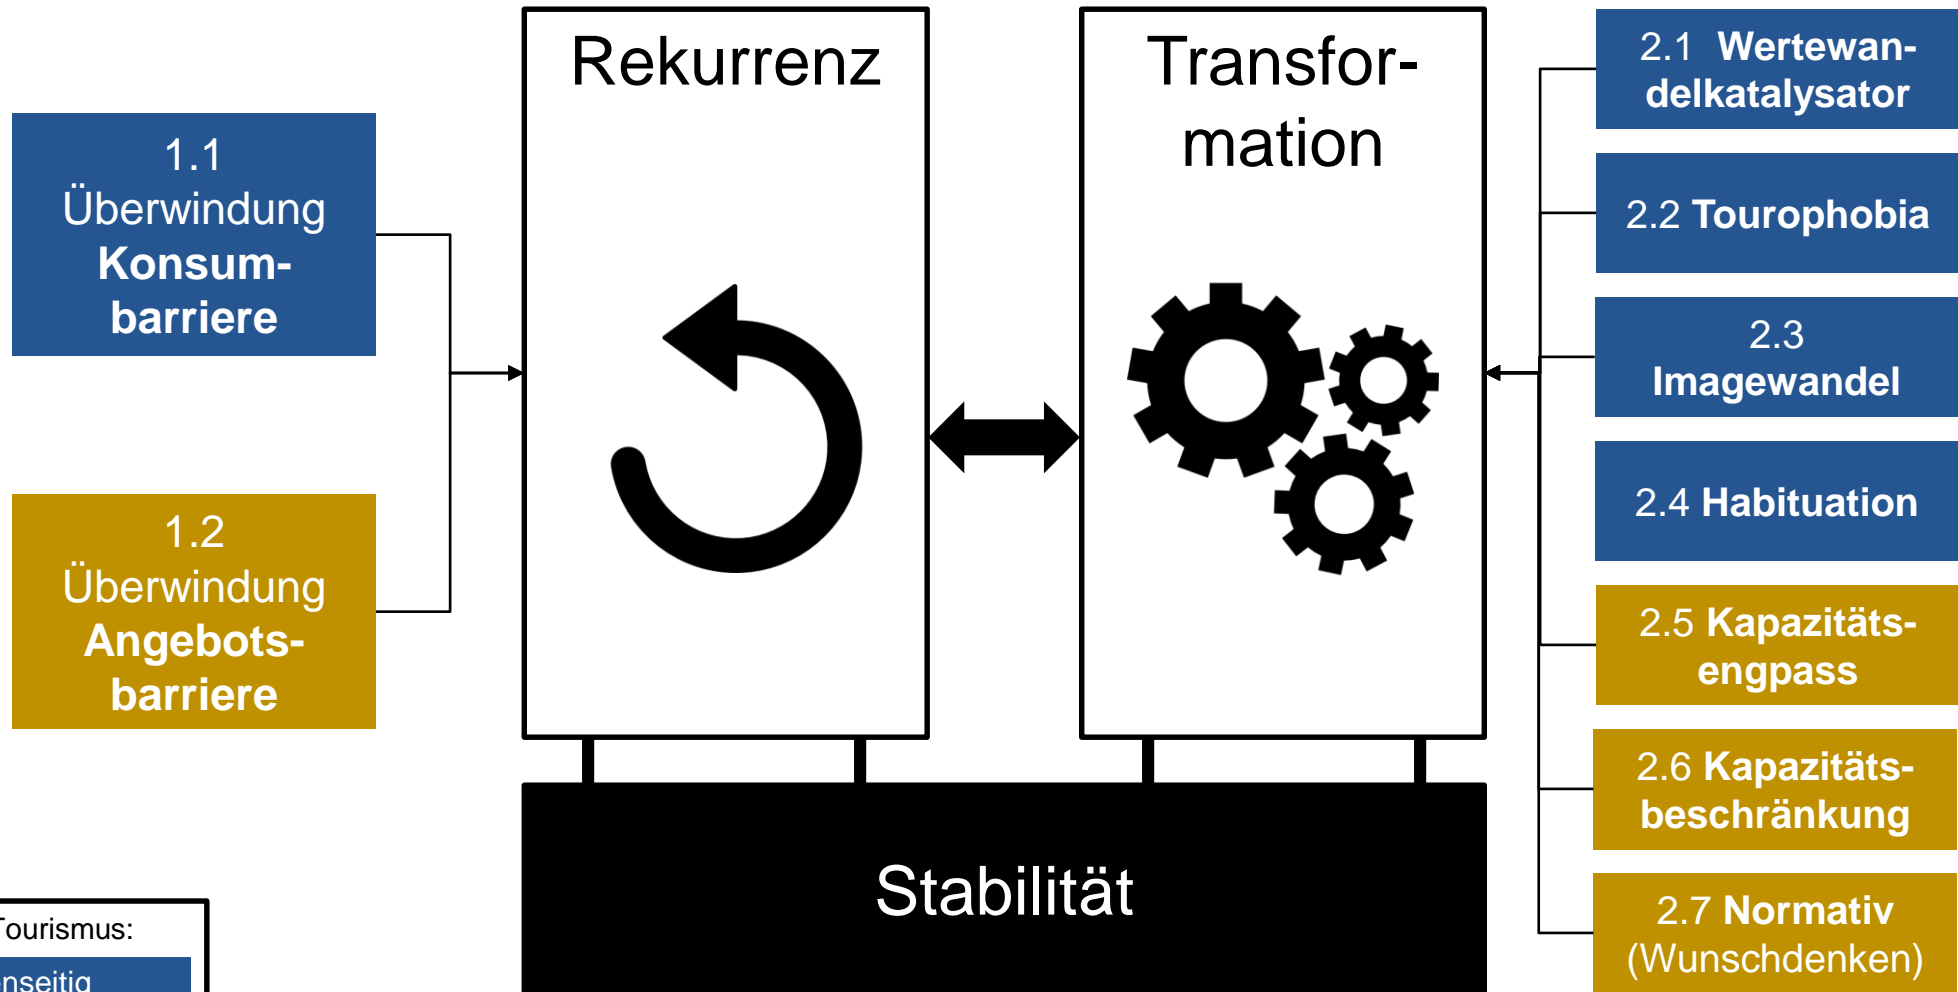 Rekurrenz
Transfor-
mation
1.1
Überwindung
Konsum-
barriere
1.2
Überwindung
Angebots-
barriere
2.1 Wertewan-
delkatalysator
2.2 Tourophobia
2.3
Imagewandel
2.4 Habituation
2.5 Kapazitäts-
engpass
2.6 Kapazitäts-
beschränkung
2.7 Normativ
(Wunschdenken)
Stabilität
Tourismus:
enseitig